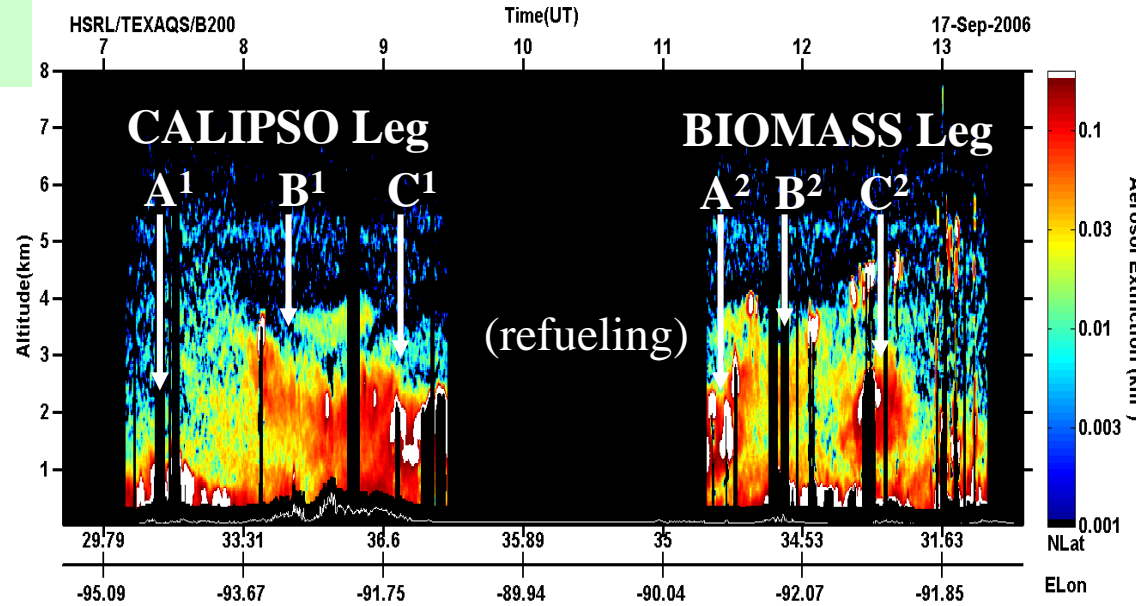 Time(UT)
HSRL/TEXAQS/B200 17-Sep-2006
7 8 9 10 11 12 13
8
7
6
5
4
3
2
1
Altitude(km)
CALIPSO Leg BIOMASS Leg
A¹ B¹ C¹ A² B² C²
(refueling)
0.1
0.03
0.01
0.003
0.001
Aerosol Extinction (km
29.79 33.31 36.6 35.89 35 34.53 31.63 NLat
-95.09 -93.67 -91.75 -89.94 -90.04 -92.07 -91.85 ELon